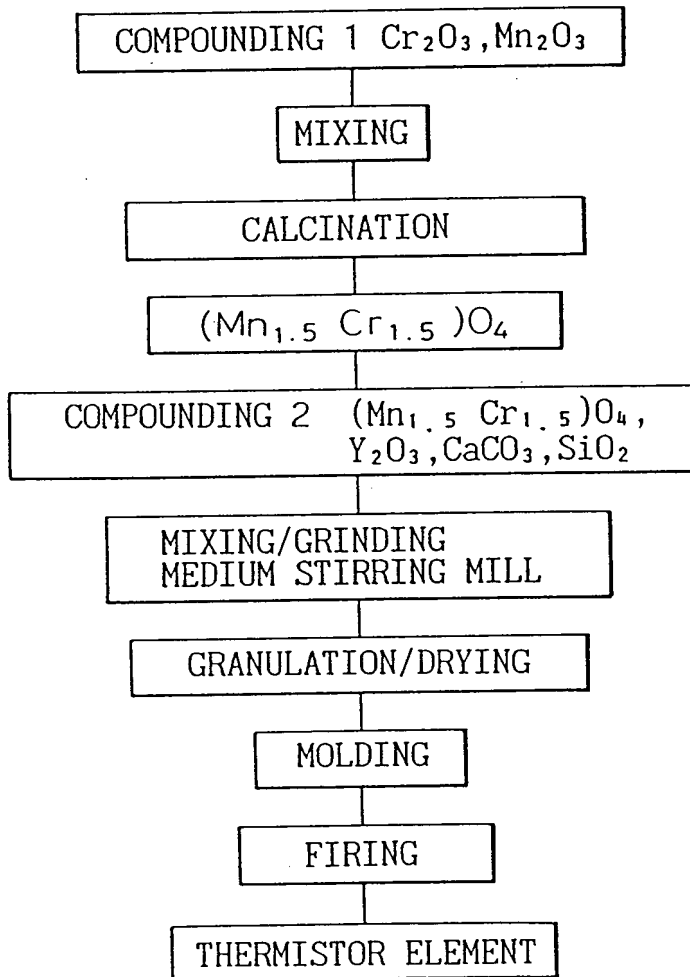 COMPOUNDING 1 Cr₂O₃,Mn₂O₃
MIXING
CALCINATION
(Mn₁.₅ Cr₁.₅)O₄
COMPOUNDING 2 (Mn₁.₅ Cr₁.₅)O₄,
Y₂O₃,CaCO₃,SiO₂
MIXING/GRINDING
MEDIUM STIRRING MILL
GRANULATION/DRYING
MOLDING
FIRING
THERMISTOR ELEMENT